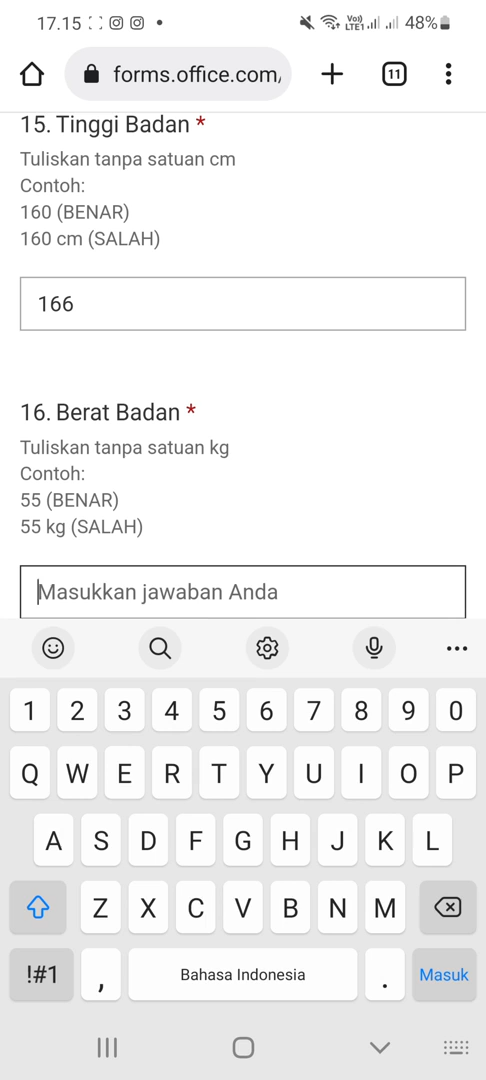 17.15
Vo))
LTE1
48%
forms.office.com/
11
15. Tinggi Badan *
Tuliskan tanpa satuan cm
Contoh:
160 (BENAR)
160 cm (SALAH)
166
16. Berat Badan *
Tuliskan tanpa satuan kg
Contoh:
55 (BENAR)
55 kg (SALAH)
Masukkan jawaban Anda
1 2 3 4 5 6 7 8 9 0
Q W E R T Y U I O P
A S D F G H J K L
Z X C V B N M
!#1 , Bahasa Indonesia . Masuk